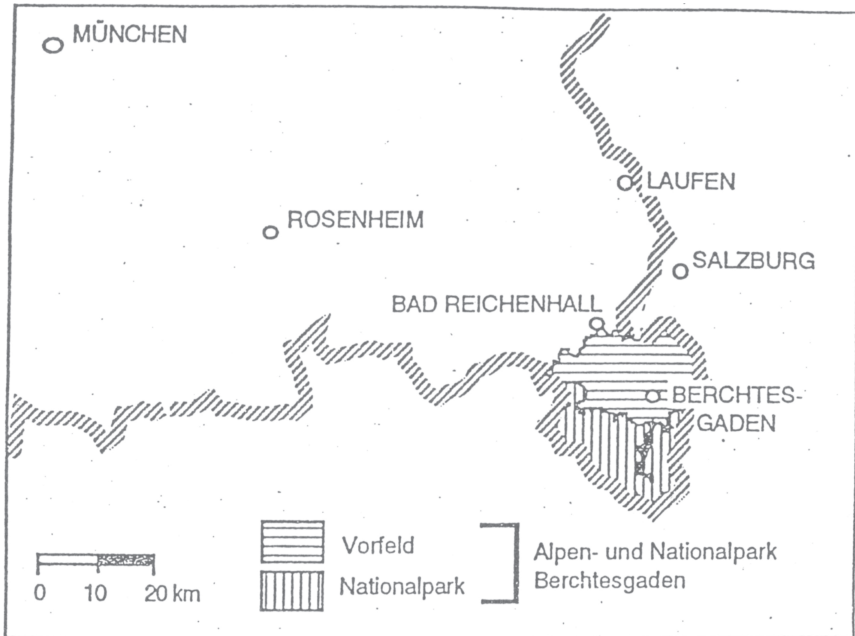 MÜNCHEN
LAUFEN
ROSENHEIM
SALZBURG
BAD REICHENHALL
BERCHTES-
GADEN
Vorfeld
Nationalpark
Alpen- und Nationalpark
Berchtesgaden
0 10 20 km